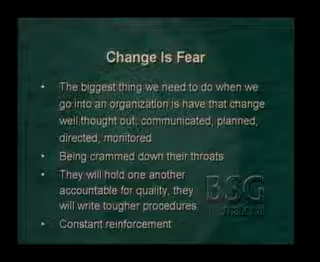 Change Is Fear
• The biggest thing we need to do when we
go into an organization is have that change
well thought out, communicated, planned,
directed, monitored
• Being crammed down their throats
• They will hold one another
accountable for quality, they
will write tougher procedures
• Constant reinforcement
BSG